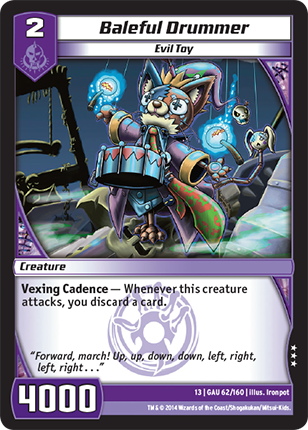 2
Baleful Drummer
Evil Toy
Creature
Vexing Cadence — Whenever this creature
attacks, you discard a card.
"Forward, march! Up, up, down, down, left, right,
left, right . . ."
13 | GAU 62/160 | Illus. Ironpot
4000
TM & © 2014 Wizards of the Coast/Shogakukan/Mitsui-Kids.